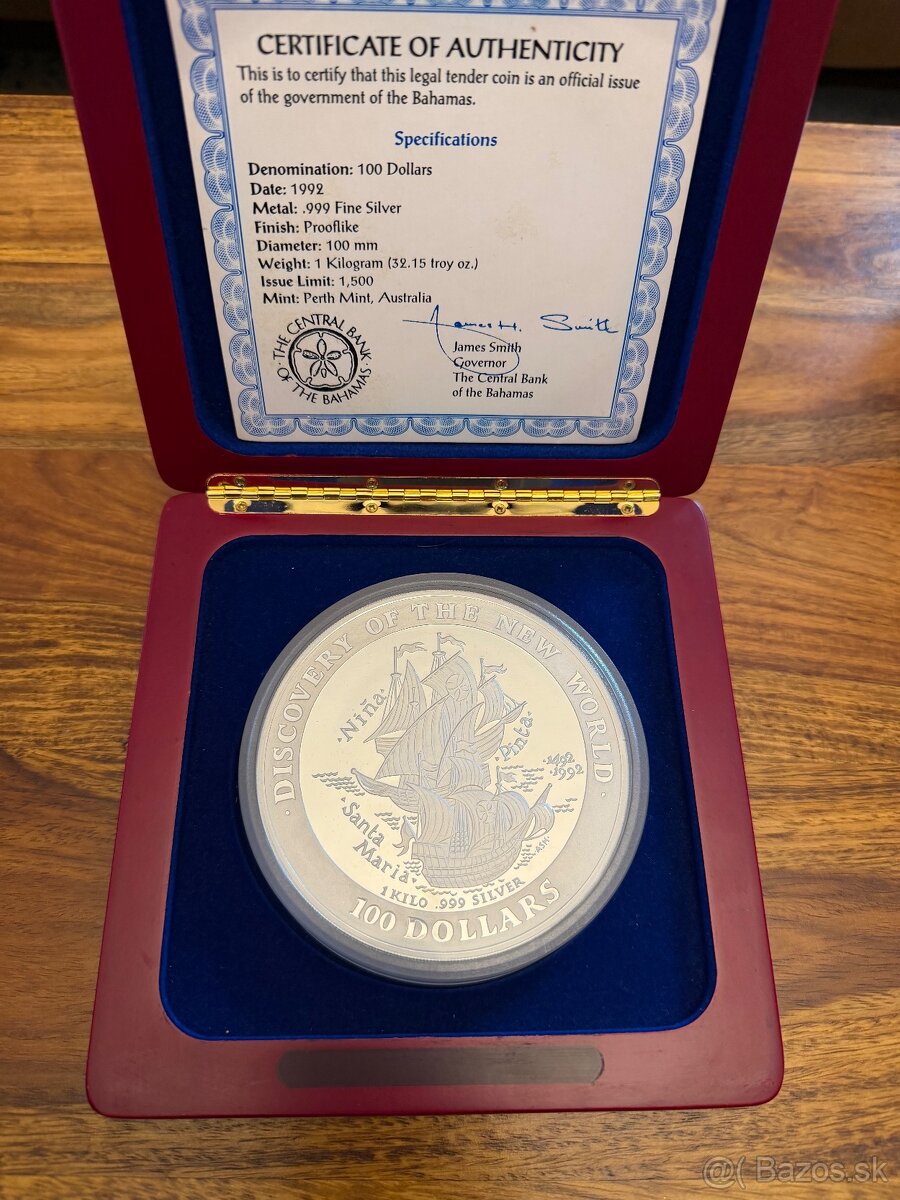 CERTIFICATE OF AUTHENTICITY
This is to certify that this legal tender coin is an official issue
of the government of the Bahamas.
Specifications
Denomination: 100 Dollars
Date: 1992
Metal: .999 Fine Silver
Finish: Prooflike
Diameter: 100 mm
Weight: 1 Kilogram (32.15 troy oz.)
Issue Limit: 1,500
Mint: Perth Mint, Australia
James H. Smith
James Smith
Governor
The Central Bank
of the Bahamas
· THE CENTRAL BANK ·
OF THE BAHAMAS
· DISCOVERY OF THE NEW WORLD ·
· Niña ·
· Pinta ·
· 1492
· 1992
· Santa
Maria ·
· ASH ·
1 KILO .999 SILVER
100 DOLLARS
@( Bazos.sk